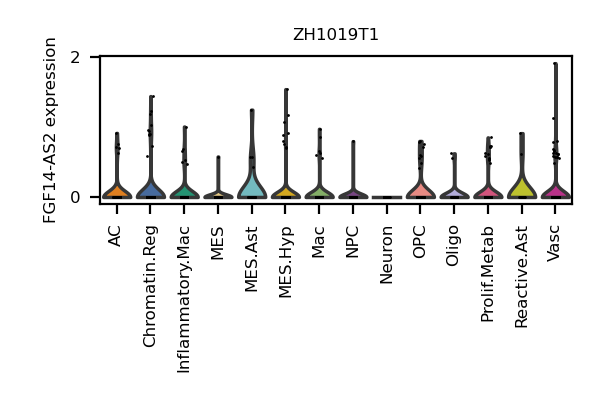 ZH1019T1
FGF14-AS2 expression
2
0
AC
Chromatin.Reg
Inflammatory.Mac
MES
MES.Ast
MES.Hyp
Mac
NPC
Neuron
OPC
Oligo
Prolif.Metab
Reactive.Ast
Vasc